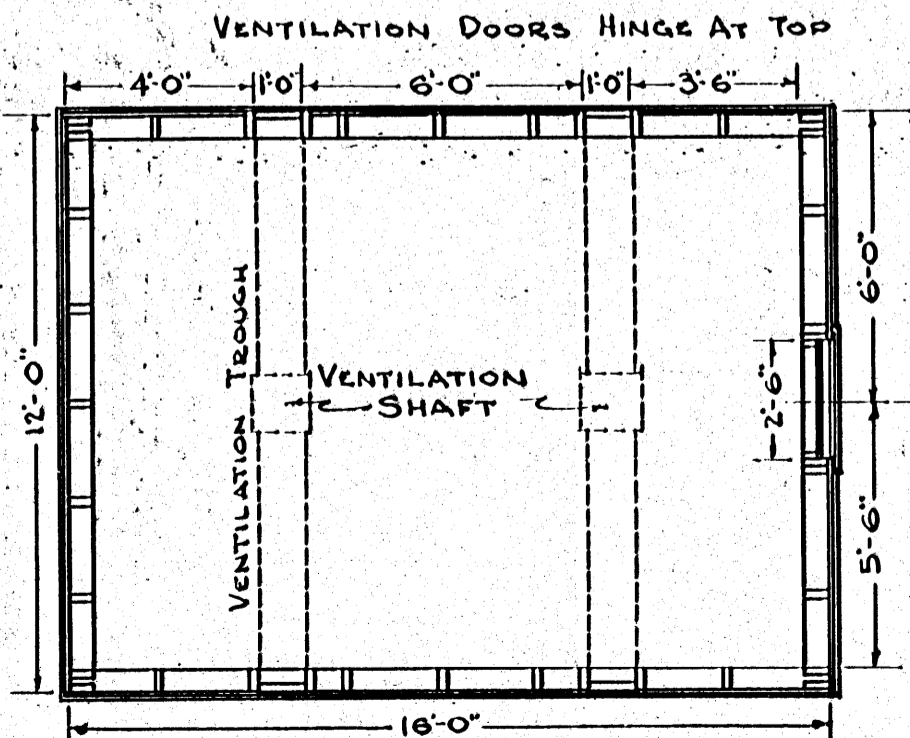 VENTILATION DOORS HINGE AT TOP
4'-0" 1'-0" 6'-0" 1'-0" 3'-6"
12'-0"
VENTILATION TROUGH
VENTILATION
SHAFT
2'-6"
6'-0"
5'-6"
16'-0"